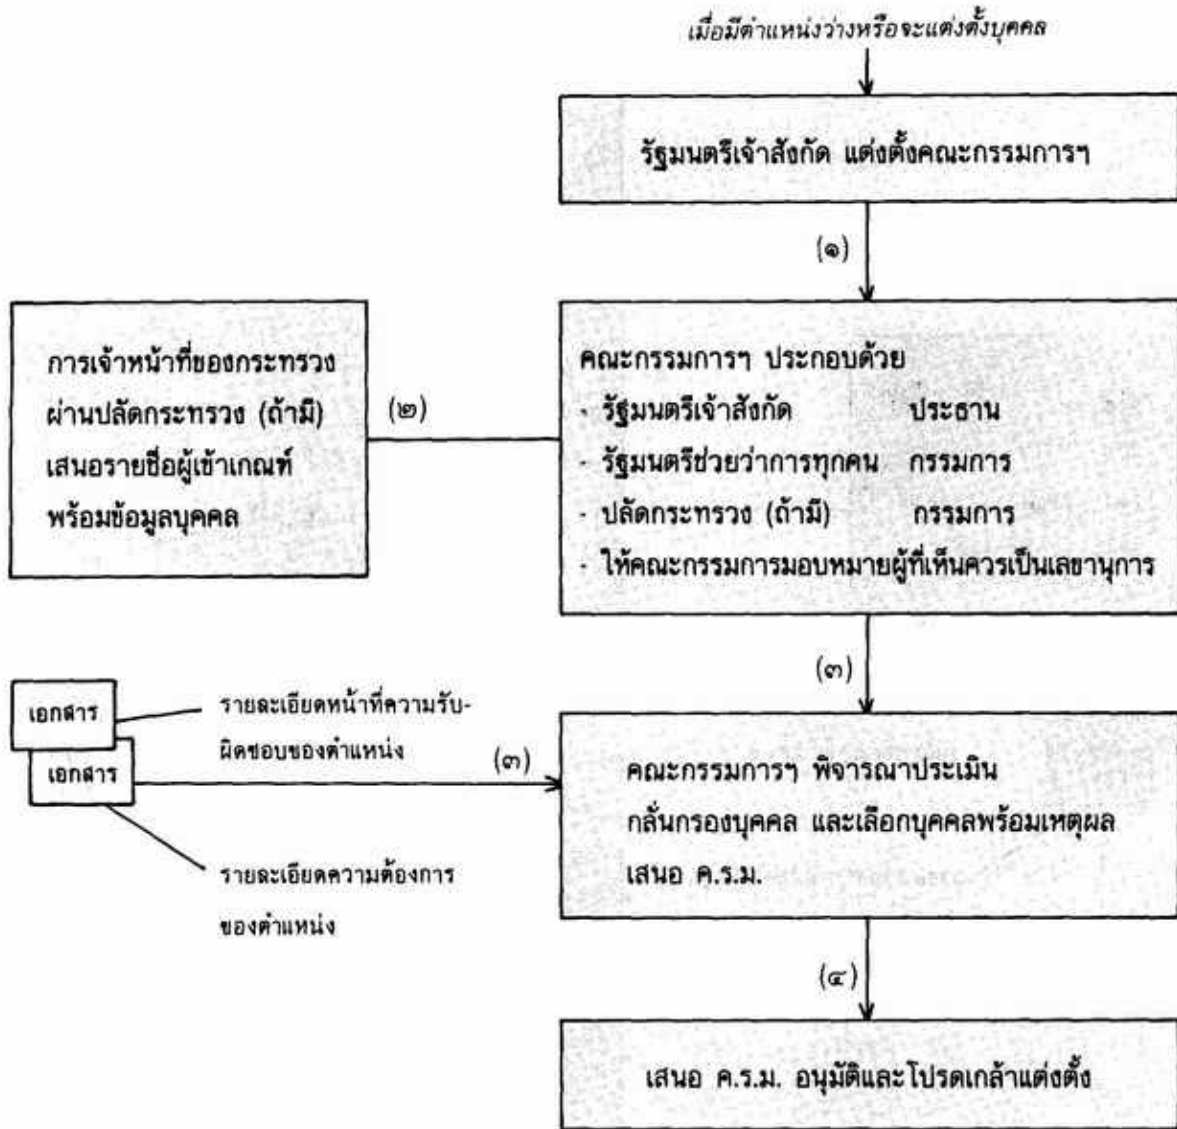 เมื่อมีตำแหน่งว่างหรือจะแต่งตั้งบุคคล
รัฐมนตรีเจ้าสังกัด แต่งตั้งคณะกรรมการฯ
(๑)
การเจ้าหน้าที่ของกระทรวง
ผ่านปลัดกระทรวง (ถ้ามี)
เสนอรายชื่อผู้เข้าเกณฑ์
พร้อมข้อมูลบุคคล
(๒)
คณะกรรมการฯ ประกอบด้วย
- รัฐมนตรีเจ้าสังกัด ประธาน
- รัฐมนตรีช่วยว่าการทุกคน กรรมการ
- ปลัดกระทรวง (ถ้ามี) กรรมการ
- ให้คณะกรรมการมอบหมายผู้ที่เห็นควรเป็นเลขานุการ
(๓)
เอกสาร
รายละเอียดหน้าที่ความรับ-
ผิดชอบของตำแหน่ง
เอกสาร
(๓)
รายละเอียดความต้องการ
ของตำแหน่ง
คณะกรรมการฯ พิจารณาประเมิน
กลั่นกรองบุคคล และเลือกบุคคลพร้อมเหตุผล
เสนอ ค.ร.ม.
(๔)
เสนอ ค.ร.ม. อนุมัติและโปรดเกล้าแต่งตั้ง